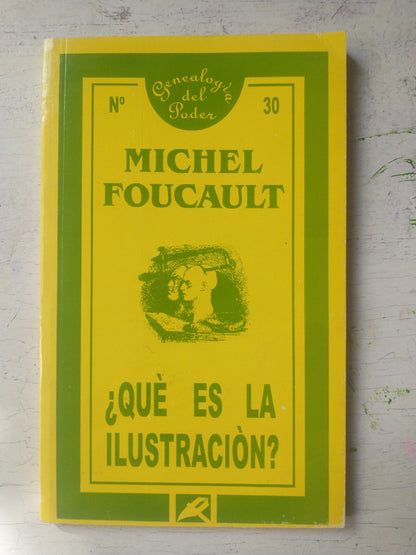 Genealogía
del
Poder
Nº 30
MICHEL
FOUCAULT
¿QUÈ ES LA
ILUSTRACIÒN?